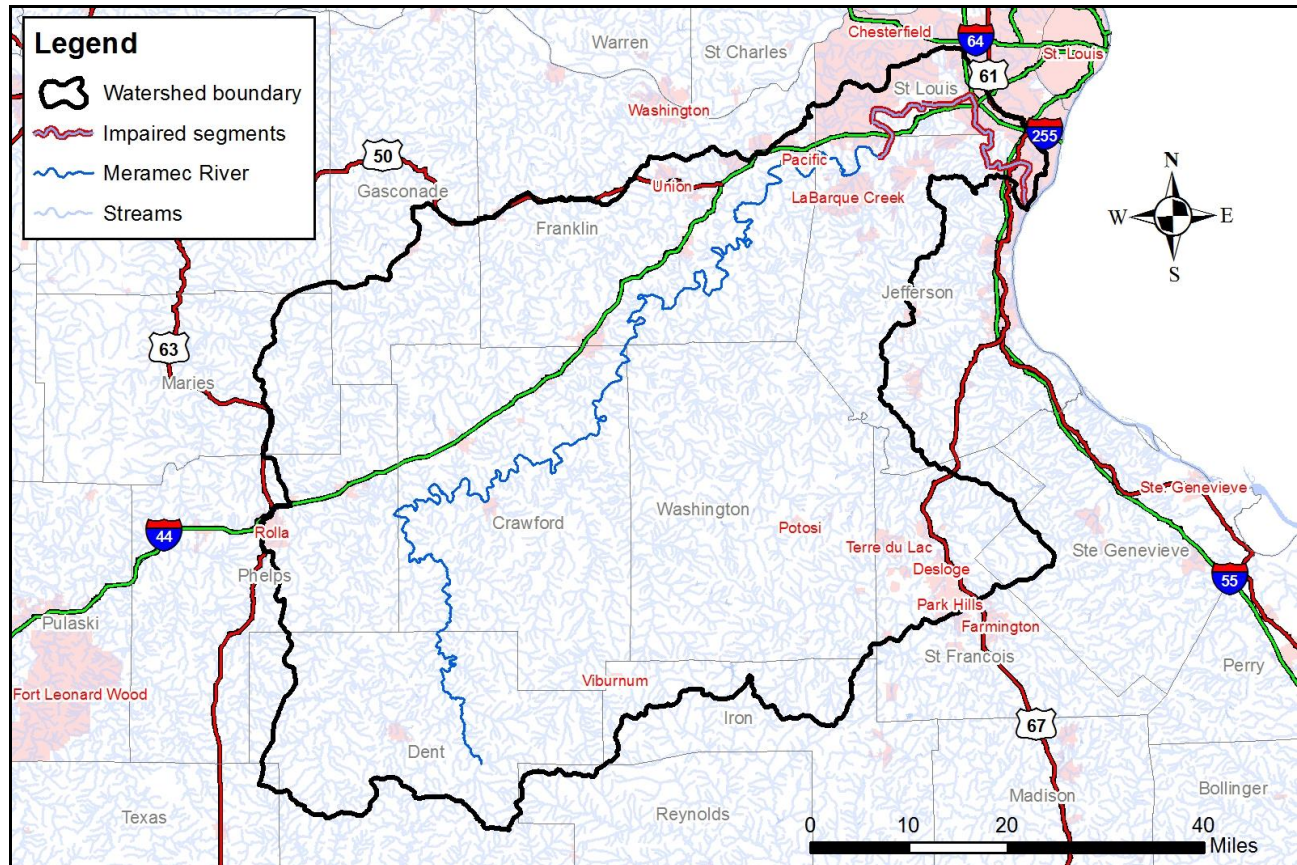 Legend
Watershed boundary
Impaired segments
Meramec River
Streams
Warren
St Charles
Chesterfield
64
St. Louis
61
St Louis
Washington
255
50
Gasconade
Pacific
Union
LaBarque Creek
Franklin
N
W
E
S
Jefferson
63
Maries
Ste. Genevieve
Crawford
Washington
Potosi
44
Rolla
Terre du Lac
Ste Genevieve
Desloge
55
Phelps
Park Hills
Pulaski
Farmington
St Francois
Perry
Fort Leonard Wood
Viburnum
Iron
67
Dent
Texas
Reynolds
Madison
Bollinger
0 10 20 40
Miles